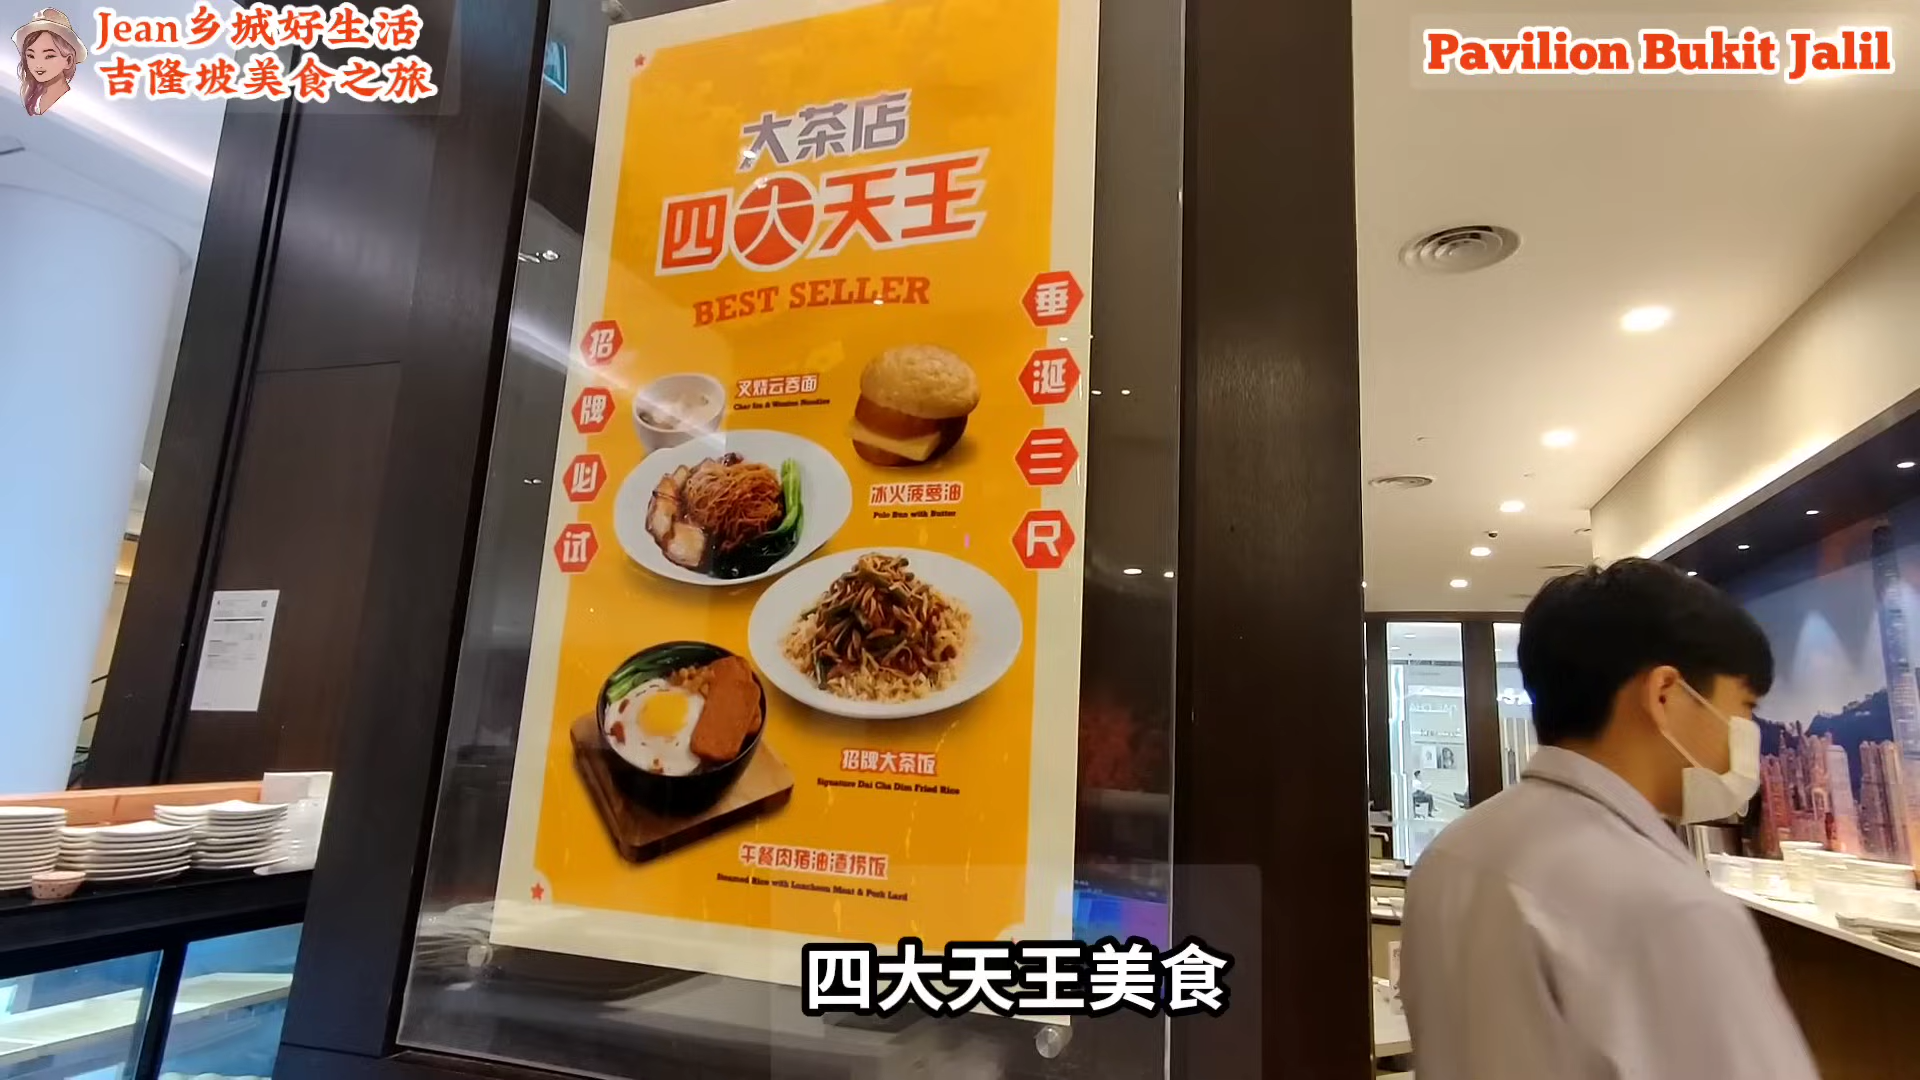 Jean乡城好生活
吉隆坡美食之旅
Pavilion Bukit Jalil
大茶店
四大天王
BEST SELLER
招牌必试
垂涎三尺
叉烧云吞面
Char Siu & Wonton Noodles
冰火菠萝油
Polo Bun with Butter
招牌大茶饭
Signature Dai Cha Dim Fried Rice
午餐肉猪油渣捞饭
Steamed Rice with Luncheon Meat & Pork Lard
四大天王美食